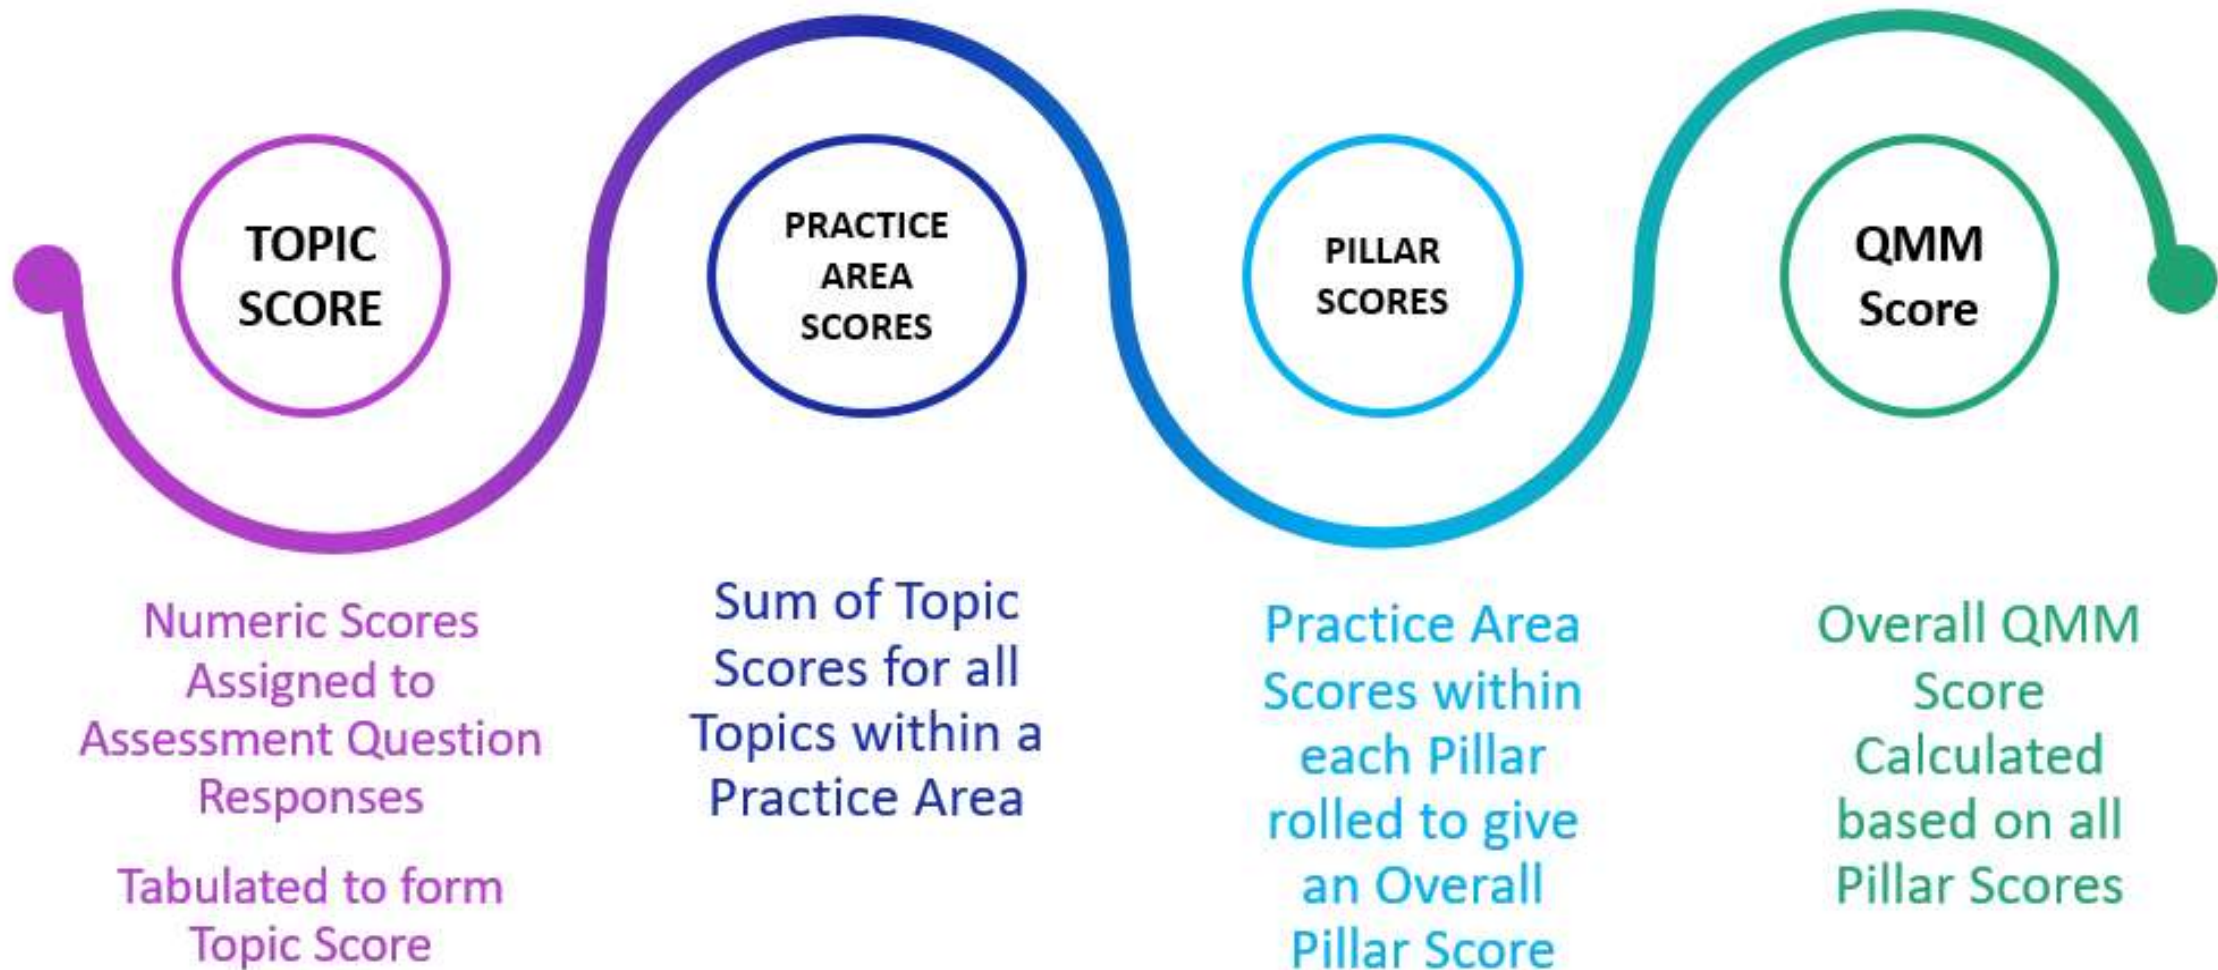 TOPIC
SCORE
PRACTICE
AREA
SCORES
PILLAR
SCORES
QMM
Score
Numeric Scores
Assigned to
Assessment Question
Responses
Tabulated to form
Topic Score
Sum of Topic
Scores for all
Topics within a
Practice Area
Practice Area
Scores within
each Pillar
rolled to give
an Overall
Pillar Score
Overall QMM
Score
Calculated
based on all
Pillar Scores